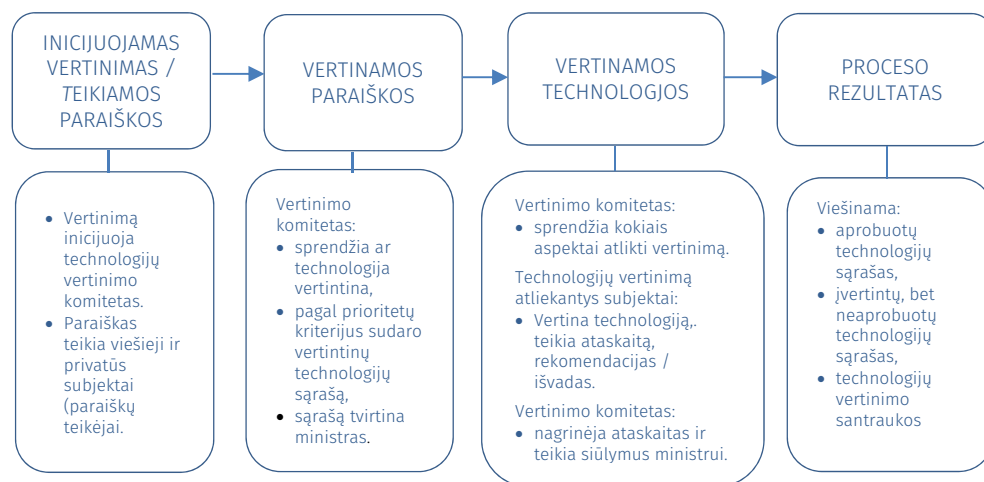 INICIJUOJAMAS
VERTINIMAS /
TEIKIAMOS
PARAIŠKOS
VERTINAMOS
PARAIŠKOS
VERTINAMOS
TECHNOLOGJOS
PROCESO
REZULTATAS
• Vertinimą
inicijuoja
technologijų
vertinimo
komitetas.
• Paraiškas
teikia viešieji ir
privatūs
subjektai
(paraiškų
teikėjai.
Vertinimo
komitetas:
• sprendžia ar
technologija
vertintina,
• pagal prioritetų
kriterijus sudaro
vertintinų
technologijų
sąrašą,
• sąrašą tvirtina
ministras.
Vertinimo komitetas:
• sprendžia kokiais
aspektai atlikti vertinimą.
Technologijų vertinimą
atliekantys subjektai:
• Vertina technologiją,.
teikia ataskaitą,
rekomendacijas /
išvadas.
Vertinimo komitetas:
• nagrinėja ataskaitas ir
teikia siūlymus ministrui.
Viešinama:
• aprobuotų
technologijų
sąrašas,
• įvertintų, bet
neaprobuotų
technologijų
sąrašas,
• technologijų
vertinimo
santraukos